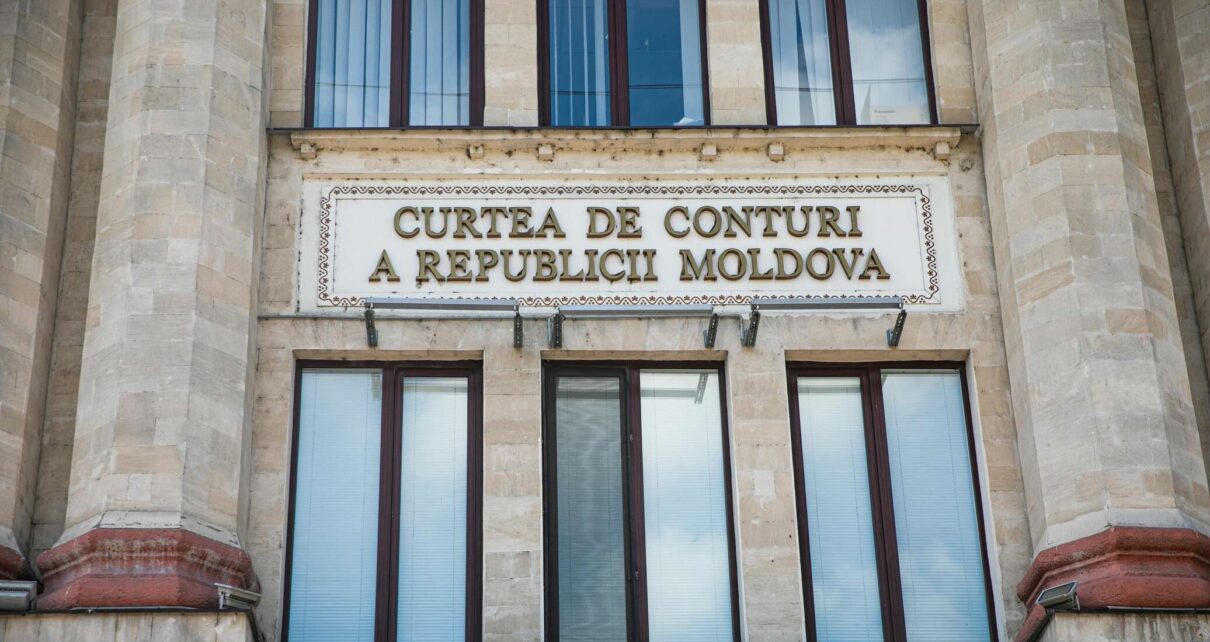 CURTEA DE CONTURI
A REPUBLICII MOLDOVA